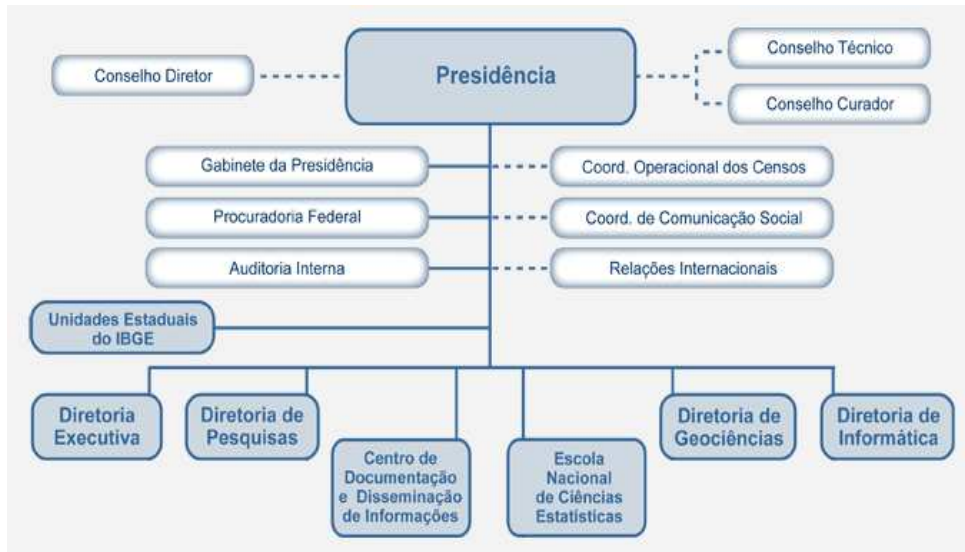 Presidência
Conselho Diretor
Conselho Técnico
Conselho Curador
Gabinete da Presidência
Coord. Operacional dos Censos
Procuradoria Federal
Coord. de Comunicação Social
Auditoria Interna
Relações Internacionais
Unidades Estaduais
do IBGE
Diretoria
Executiva
Diretoria de
Pesquisas
Centro de
Documentação
e Disseminação
de Informações
Escola
Nacional
de Ciências
Estatísticas
Diretoria de
Geociências
Diretoria de
Informática